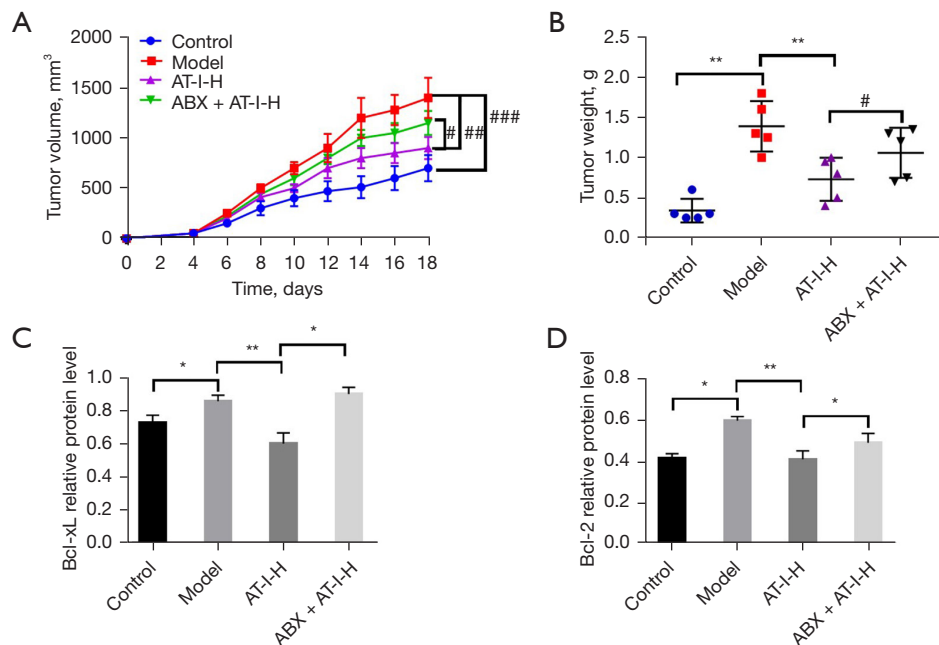 A
Tumor volume, mm³
2000
1500
1000
500
0
Control
Model
AT-I-H
ABX + AT-I-H
#
##
###
0 2 4 6 8 10 12 14 16 18
Time, days
B
Tumor weight, g
2.5
2.0
1.5
1.0
0.5
0.0
**
**
#
Control
Model
AT-I-H
ABX + AT-I-H
C
Bcl-xL relative protein level
1.0
0.8
0.6
0.4
0.2
0.0
*
**
*
Control
Model
AT-I-H
ABX + AT-I-H
D
Bcl-2 relative protein level
0.8
0.6
0.4
0.2
0.0
*
**
*
Control
Model
AT-I-H
ABX + AT-I-H